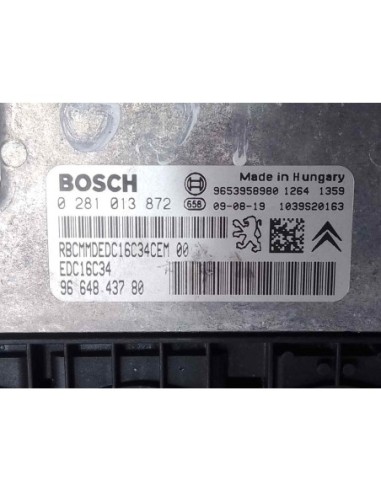 BOSCH
Made in Hungary
9653958980 1264 1359
0 281 013 872 658 09-08-19 1039S20163
RBCMMDEDC16C34CEM 00
EDC16C34
96 648 437 80